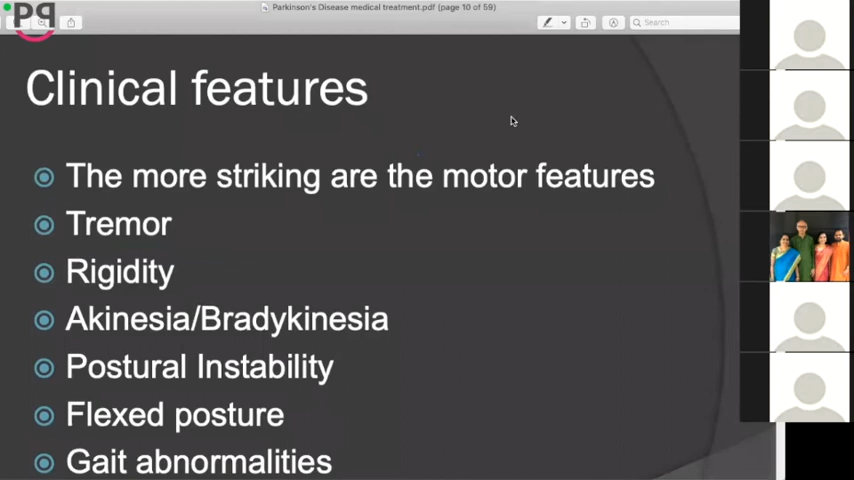 PP
Parkinson's Disease medical treatment.pdf (page 10 of 59)
Search
Clinical features
The more striking are the motor features
Tremor
Rigidity
Akinesia/Bradykinesia
Postural Instability
Flexed posture
Gait abnormalities